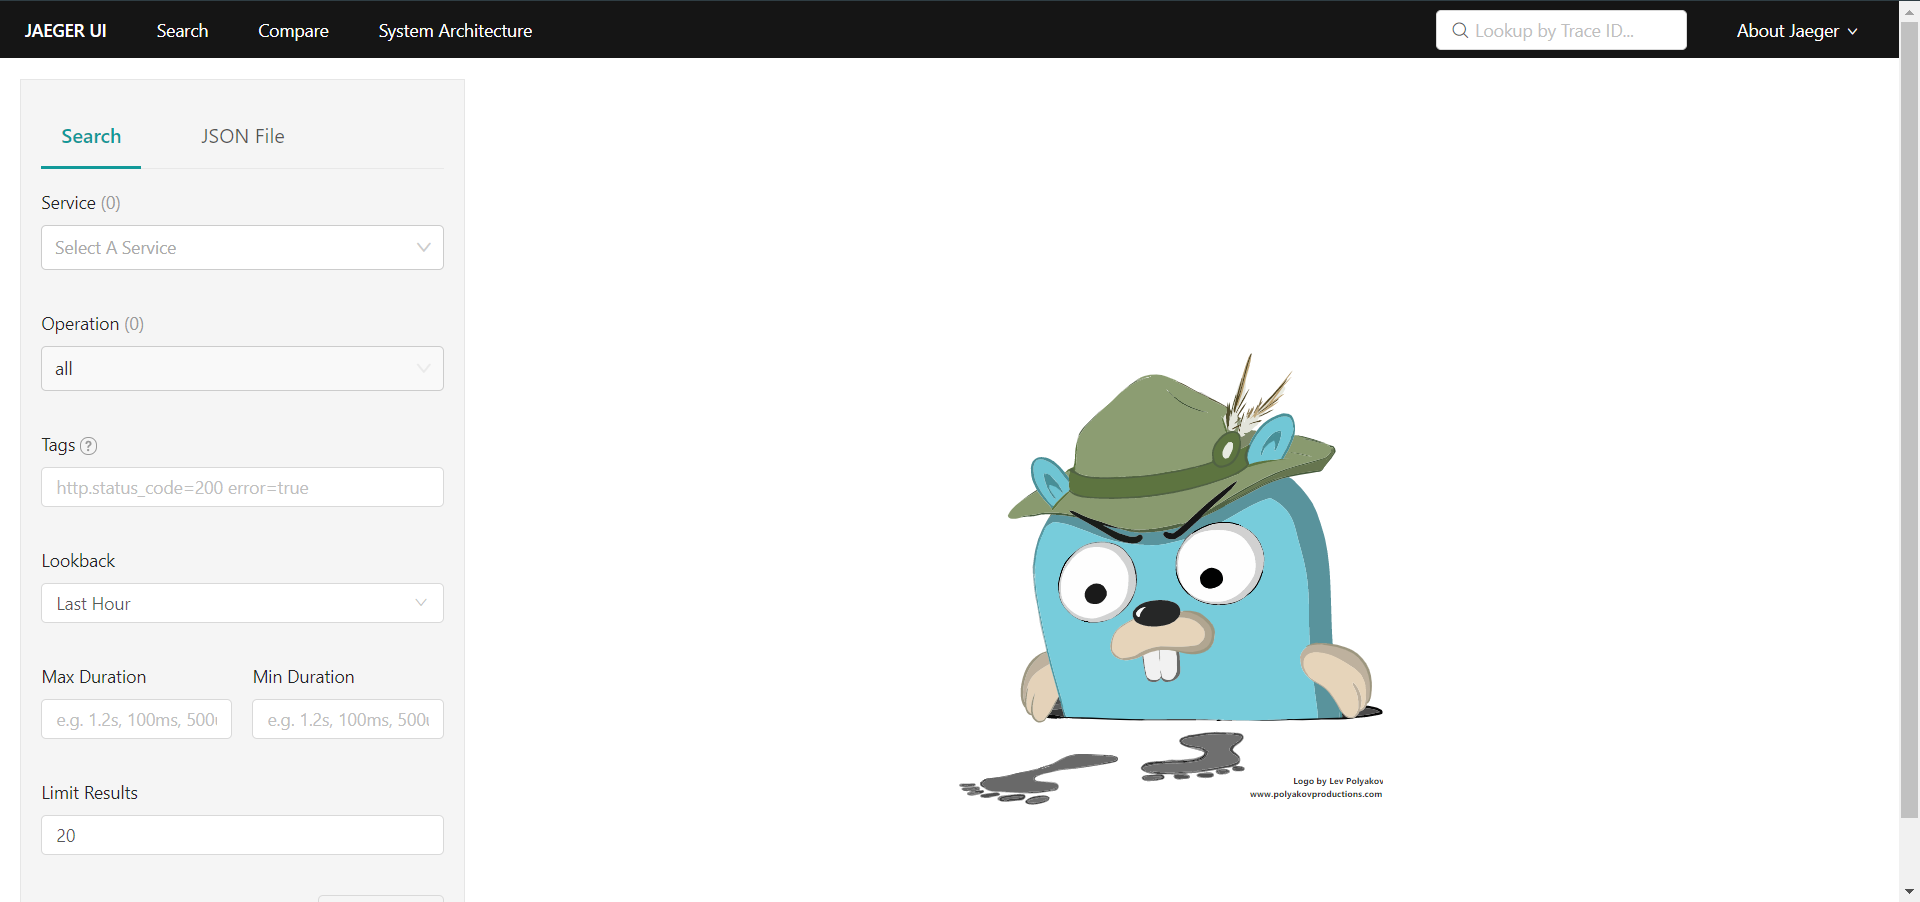 JAEGER UI Search Compare System Architecture Lookup by Trace ID... About Jaeger
Search JSON File
Service (0)
Select A Service
Operation (0)
all
Tags ?
http.status_code=200 error=true
Lookback
Last Hour
Max Duration Min Duration
e.g. 1.2s, 100ms, 500 e.g. 1.2s, 100ms, 500
Limit Results
20
Logo by Lev Polyakov
www.polyakovproductions.com